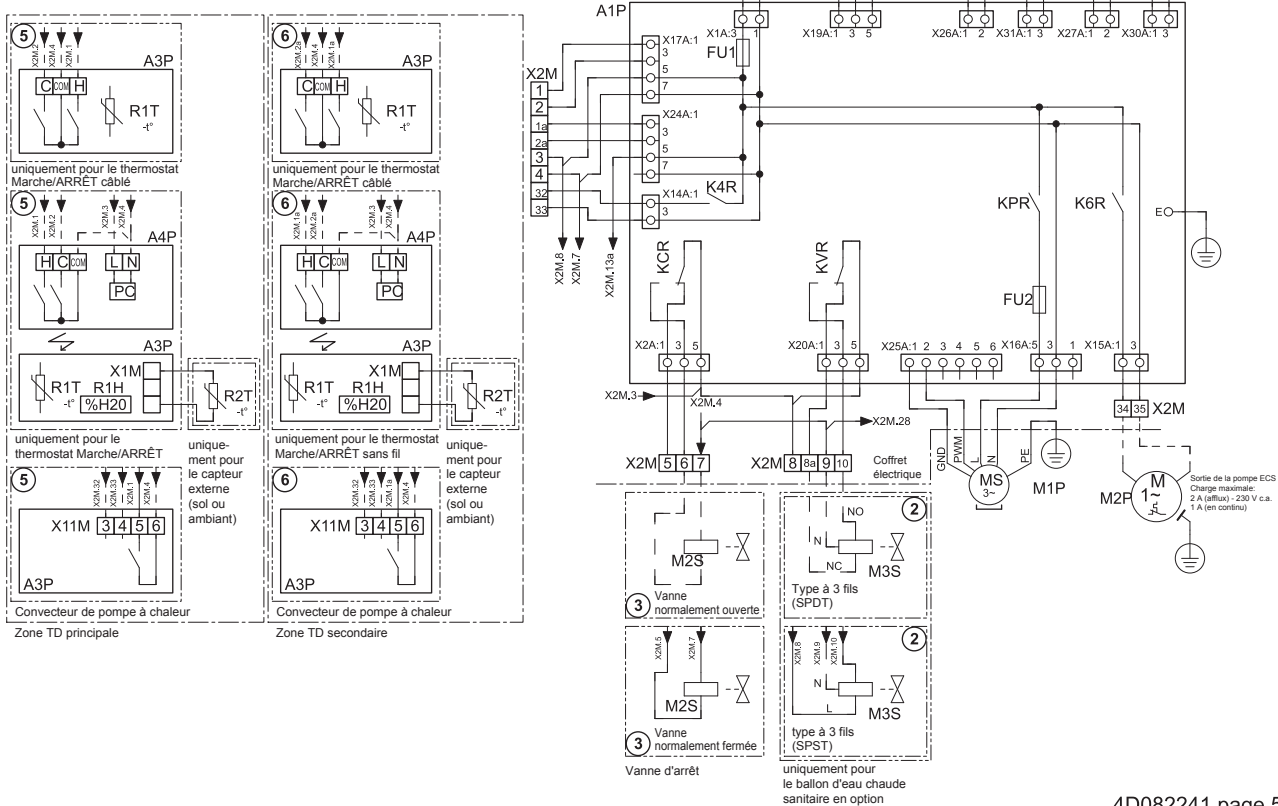 5
X2M.2
X2M.4
X2M.1
A3P
C COM H
R1T
-t°
uniquement pour le thermostat
Marche/ARRÊT câblé
5
X2M.1
X2M.2
X2M.3
X2M.4
A4P
H C COM L N
PC
A3P
X1M
R1T
-t°
R1H
%H20
R2T
-t°
uniquement pour le
thermostat Marche/ARRÊT
unique-
ment pour
le capteur
externe
(sol ou
ambiant)
5
X2M.32
X2M.33
X2M.1
X2M.4
X11M 3 4 5 6
A3P
Convecteur de pompe à chaleur
Zone TD principale
6
X2M.2a
X2M.4
X2M.1a
A3P
C COM H
R1T
-t°
uniquement pour le thermostat
Marche/ARRÊT câblé
6
X2M.1a
X2M.2a
X2M.3
X2M.4
A4P
H C COM L N
PC
A3P
X1M
R1T
-t°
R1H
%H20
R2T
-t°
uniquement pour le thermostat
Marche/ARRÊT sans fil
unique-
ment pour
le capteur
externe
(sol ou
ambiant)
6
X2M.32
X2M.33
X2M.1a
X2M.4
X11M 3 4 5 6
A3P
Convecteur de pompe à chaleur
Zone TD secondaire
A1P
X1A:3 1
X19A:1 3 5
X26A:1 2
X31A:1 3
X27A:1 2
X30A:1 3
FU1
X17A:1
3
5
7
X2M
1
2
1a
2a
3
4
32
33
X24A:1
3
5
7
X14A:1
3
K4R
X2M.8
X2M.7
X2M.13a
KCR
KVR
KPR
K6R
FU2
E
X2A:1 3 5
X20A:1 3 5
X25A:1 2 3 4 5 6
X16A:5 3 1
X15A:1 3
X2M.3
X2M.4
X2M.28
34 35 X2M
X2M 5 6 7
X2M 8 8a 9 10
Coffret
électrique
GND
PWM
L
N
PE
MS
3~
M1P
M2P
M
1~
Sortie de la pompe ECS
Charge maximale:
2 A (afflux) - 230 V c.a.
1 A (en continu)
M2S
3
Vanne
normalement ouverte
2
NO
N
NC
M3S
Type à 3 fils
(SPDT)
X2M.5
X2M.7
M2S
3
Vanne
normalement fermée
Vanne d'arrêt
2
X2M.8
X2M.9
X2M.10
N
L
M3S
type à 3 fils
(SPST)
uniquement pour
le ballon d'eau chaude
sanitaire en option
4D082241 page 5